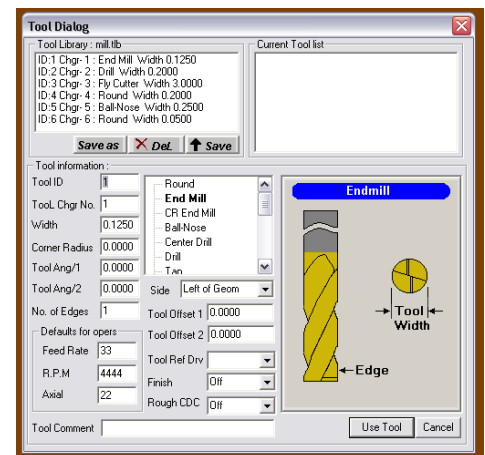 Tool Dialog
Tool Library : mill.tlb
ID:1 Chgr- 1 : End Mill Width 0.1250
ID:2 Chgr- 2 : Drill Width 0.2000
ID:3 Chgr- 3 : Fly Cutter Width 3.0000
ID:4 Chgr- 4 : Round Width 0.2000
ID:5 Chgr- 5 : Ball-Nose Width 0.2500
ID:6 Chgr- 6 : Round Width 0.0500
Save as DeL Save
Current Tool list
Tool information :
Tool ID 1
TooL Chgr No. 1
Width 0.1250
Corner Radius 0.0000
Tool Ang/1 0.0000
Tool Ang/2 0.0000
No. of Edges 1
Defaults for opers
Feed Rate 33
R.P.M 4444
Axial 22
Round
End Mill
CR End Mill
Ball-Nose
Center Drill
Drill
Tap
Side Left of Geom
Tool Offset 1 0.0000
Tool Offset 2 0.0000
Tool Ref Drv
Finish Off
Rough CDC Off
Endmill
Tool
Width
Edge
Tool Comment
Use Tool Cancel